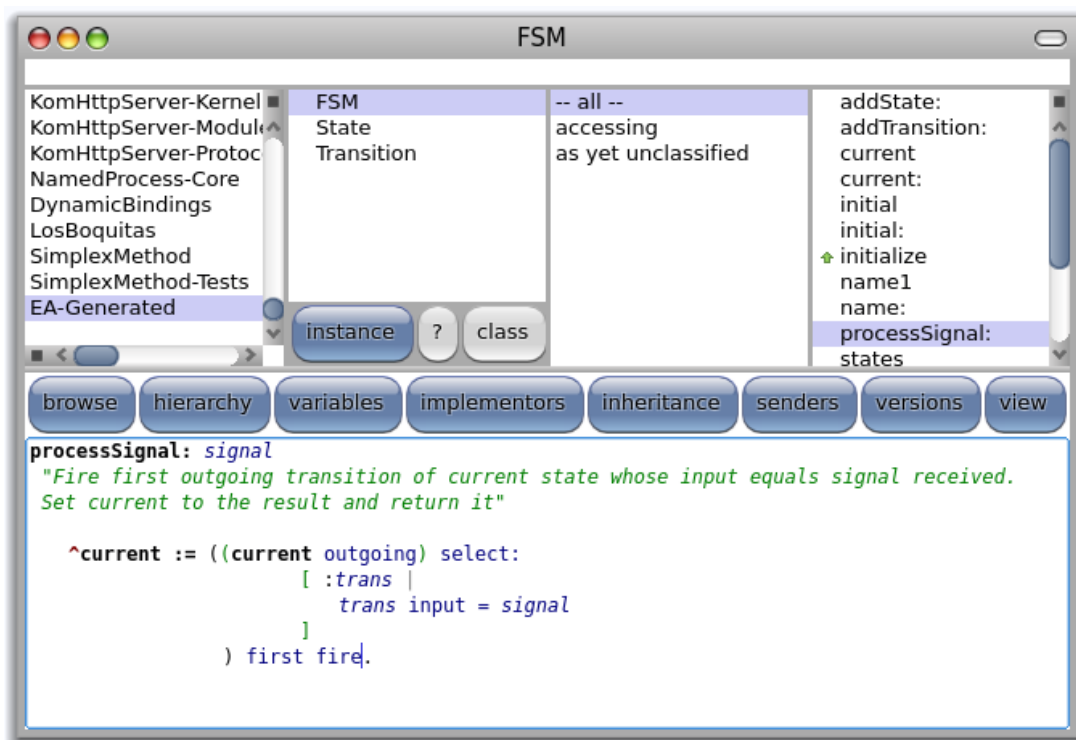 FSM
KomHttpServer-Kernel
KomHttpServer-Module
KomHttpServer-Protoc
NamedProcess-Core
DynamicBindings
LosBoquitas
SimplexMethod
SimplexMethod-Tests
EA-Generated
FSM
State
Transition
instance ? class
-- all --
accessing
as yet unclassified
addState:
addTransition:
current
current:
initial
initial:
initialize
name1
name:
processSignal:
states
browse hierarchy variables implementors inheritance senders versions view
processSignal: signal
"Fire first outgoing transition of current state whose input equals signal received.
Set current to the result and return it"
^current := ((current outgoing) select:
[ :trans |
trans input = signal
]
) first fire.